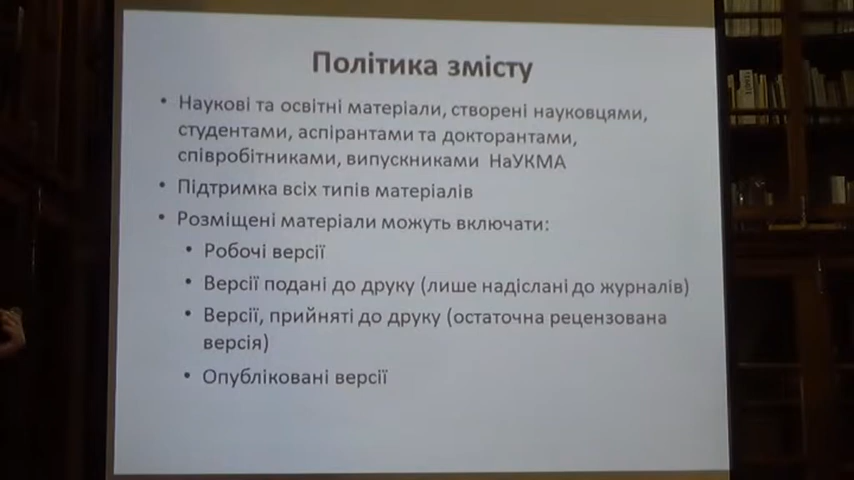 Політика змісту
• Наукові та освітні матеріали, створені науковцями,
студентами, аспірантами та докторантами,
співробітниками, випускниками НаУКМА
• Підтримка всіх типів матеріалів
• Розміщені матеріали можуть включати:
• Робочі версії
• Версії подані до друку (лише надіслані до журналів)
• Версії, прийняті до друку (остаточна рецензована
версія)
• Опубліковані версії